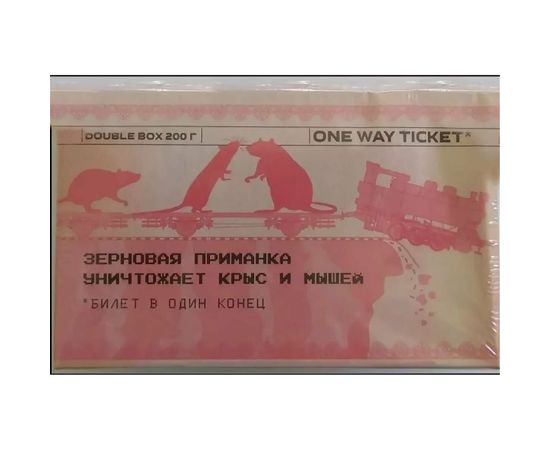 DOUBLE BOX 200 Г
ONE WAY TICKET*
ЗЕРНОВАЯ ПРИМАНКА
УНИЧТОЖАЕТ КРЫС И МЫШЕЙ
*БИЛЕТ В ОДИН КОНЕЦ